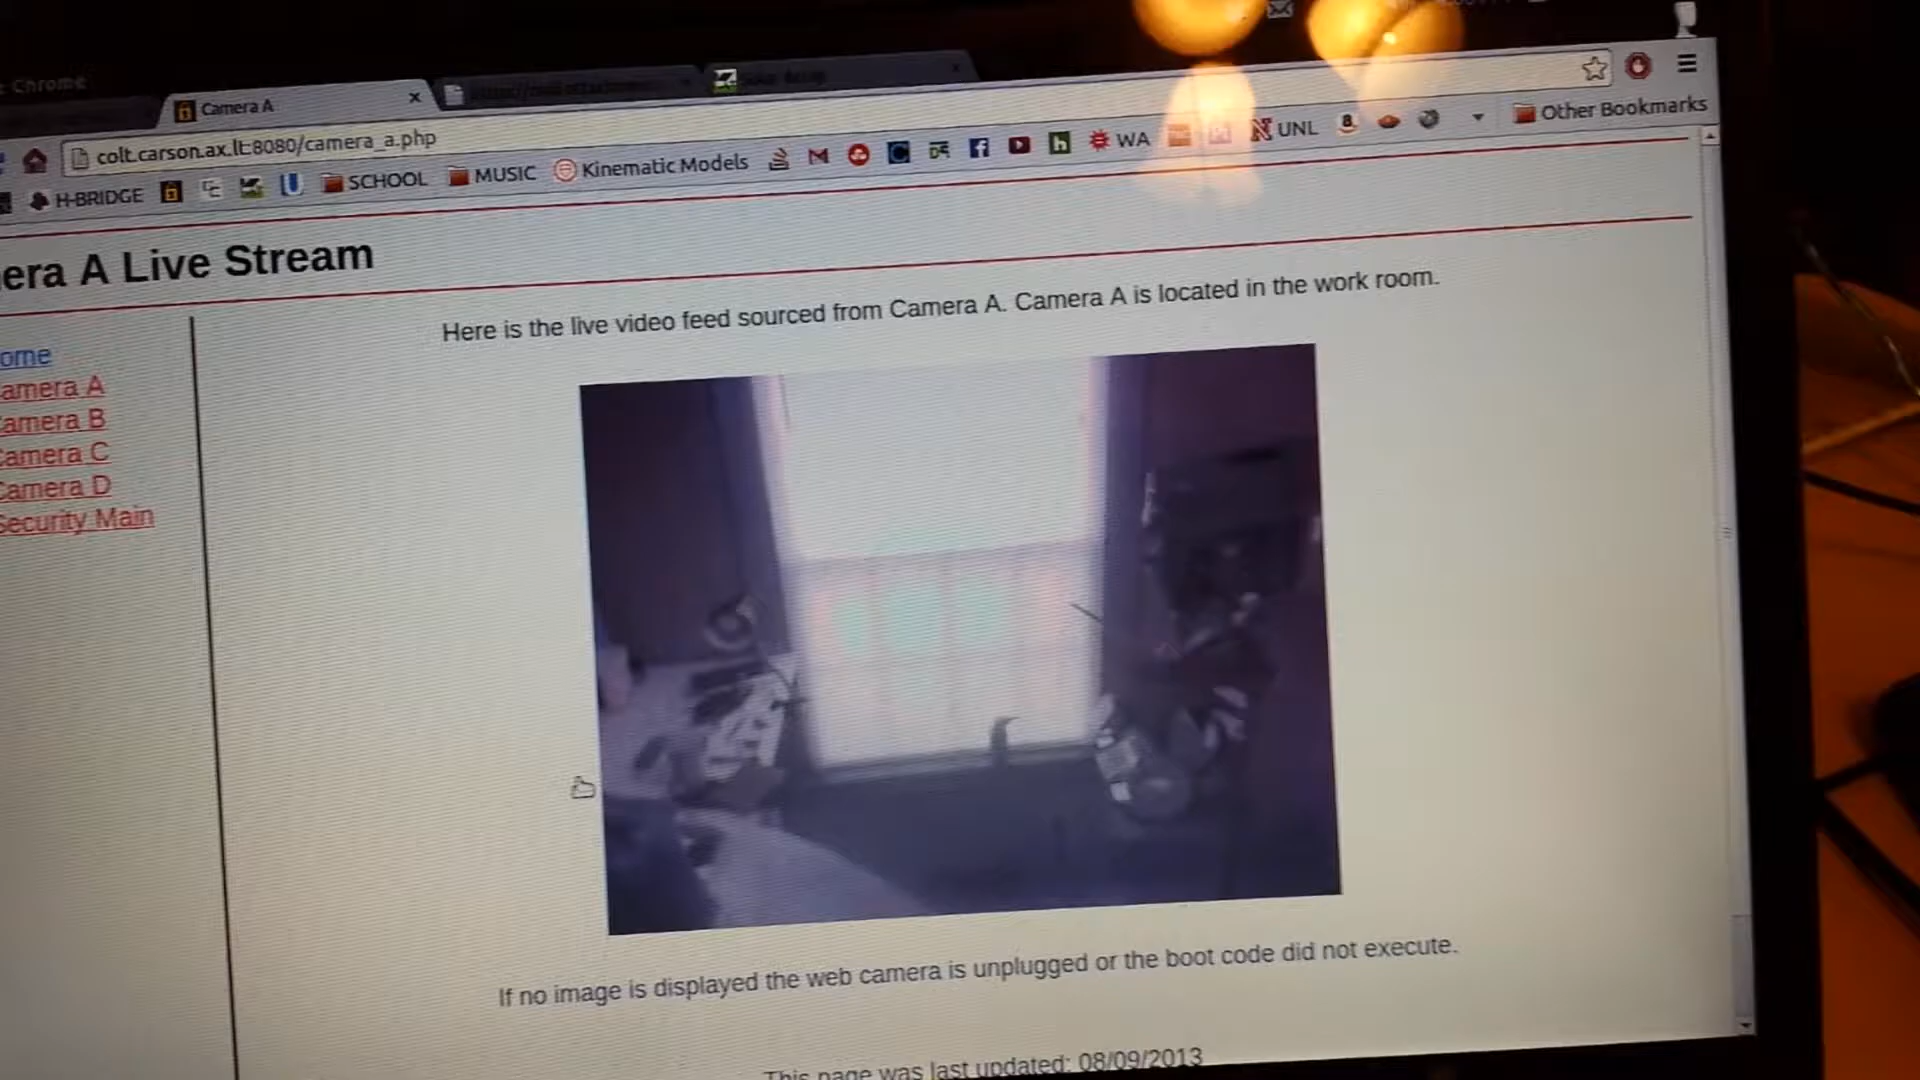 Chrome
Camera A
colt.carson.ax.lt:8080/camera_a.php
H-BRIDGE
SCHOOL
MUSIC
Kinematic Models
WA
UNL
Other Bookmarks
era A Live Stream
ome
amera A
amera B
amera C
amera D
Security Main
Here is the live video feed sourced from Camera A. Camera A is located in the work room.
If no image is displayed the web camera is unplugged or the boot code did not execute.
This page was last updated: 08/09/2013